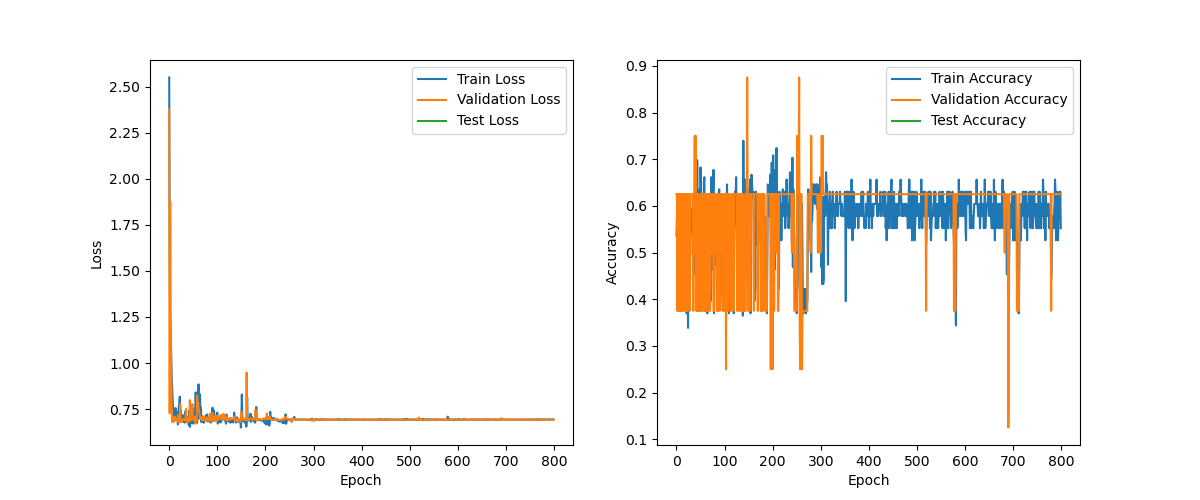 2.50
2.25
2.00
1.75
1.50
1.25
1.00
0.75
Loss
0 100 200 300 400 500 600 700 800
Epoch
Train Loss
Validation Loss
Test Loss
0.9
0.8
0.7
0.6
0.5
0.4
0.3
0.2
0.1
Accuracy
0 100 200 300 400 500 600 700 800
Epoch
Train Accuracy
Validation Accuracy
Test Accuracy